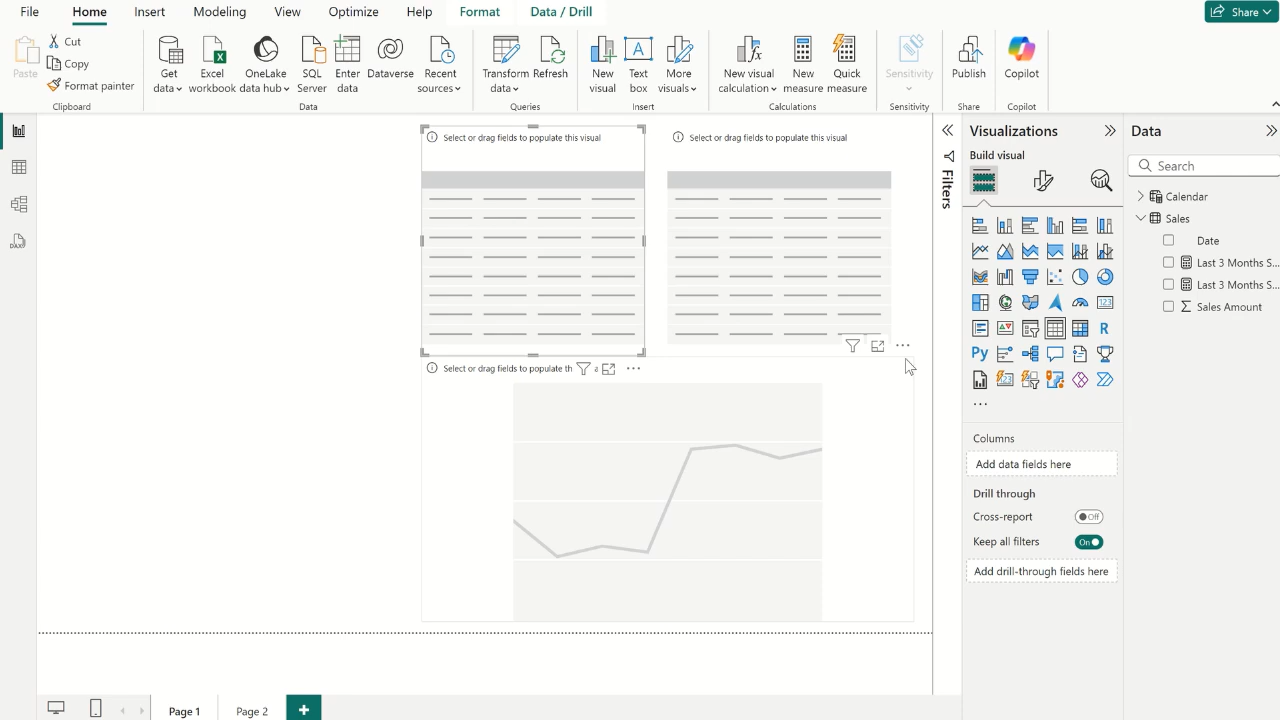 File Home Insert Modeling View Optimize Help Format Data / Drill Share
Paste Cut
Copy
Format painter
Get data Excel workbook OneLake data hub SQL Server Enter data Dataverse Recent sources
Transform data Refresh
New visual Text box More visuals
New visual calculation New measure Quick measure
Sensitivity
Publish
Copilot
Clipboard Data Queries Insert Calculations Sensitivity Share Copilot
Select or drag fields to populate this visual
Select or drag fields to populate this visual
Select or drag fields to populate th
Filters
Visualizations
Build visual
R
Py
123
Columns
Add data fields here
Drill through
Cross-report Off
Keep all filters On
Add drill-through fields here
Data
Search
Calendar
Sales
Date
Last 3 Months S...
Last 3 Months S...
Sales Amount
Page 1 Page 2